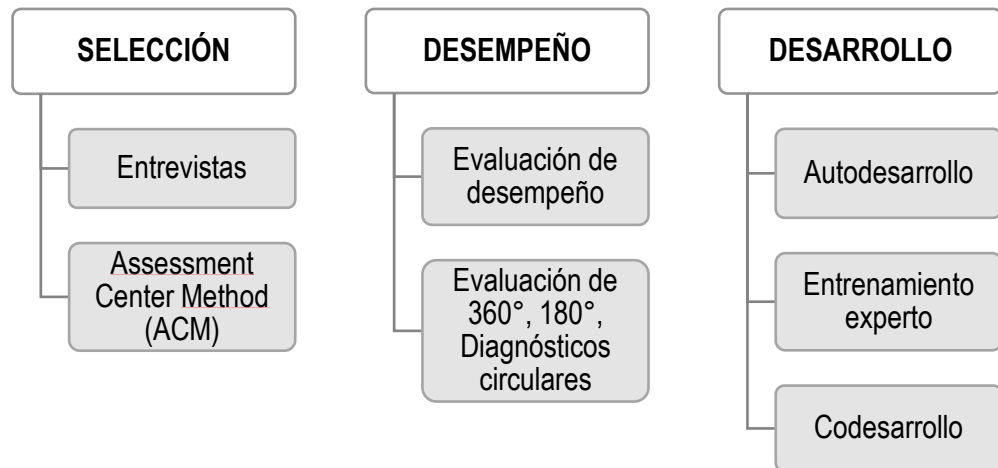 SELECCIÓN
Entrevistas
Assessment
Center Method
(ACM)
DESEMPEÑO
Evaluación de
desempeño
Evaluación de
360°, 180°,
Diagnósticos
circulares
DESARROLLO
Autodesarrollo
Entrenamiento
experto
Codesarrollo